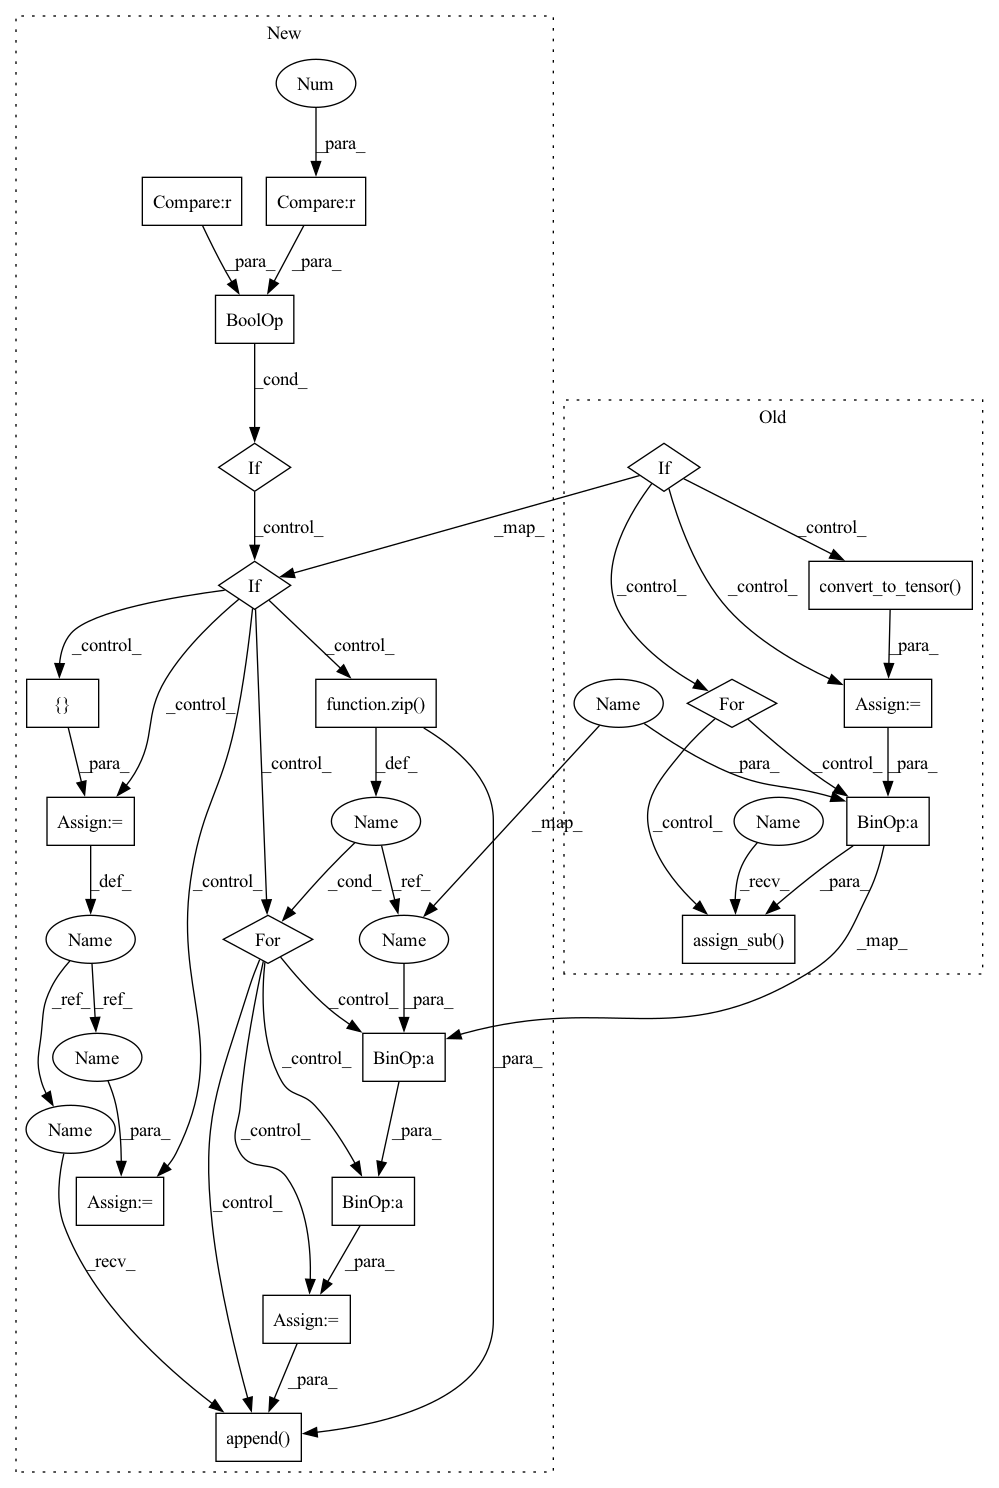 New
Num
_para_
Compare:r
Compare:r
_para_
_para_
BoolOp
_cond_
Old
If
If
_control_
_map_
_control_
If
convert_to_tensor()
_control_
_control_
_control_
_control_
_para_
{}
function.zip()
Name
For
Assign:=
_control_
_para_
_control_
_def_
_para_
_control_
_para_
Assign:=
Name
_map_
_control_
Name
BinOp:a
_def_
_control_
_cond_
_ref_
_recv_
_para_
Name
For
Name
assign_sub()
_map_
_ref_
_ref_
_control_
_para_
Name
_control_
BinOp:a
_para_
Name
_para_
_control_
_para_
Assign:=
_control_
BinOp:a
_recv_
_para_
Assign:=
_para_
append()